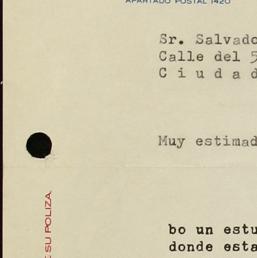 APARTADO POSTAL 1420
Sr. Salvado
Calle del 5
C i u d a d
Muy estimad
bo un estu
donde esta
E SU POLIZA.